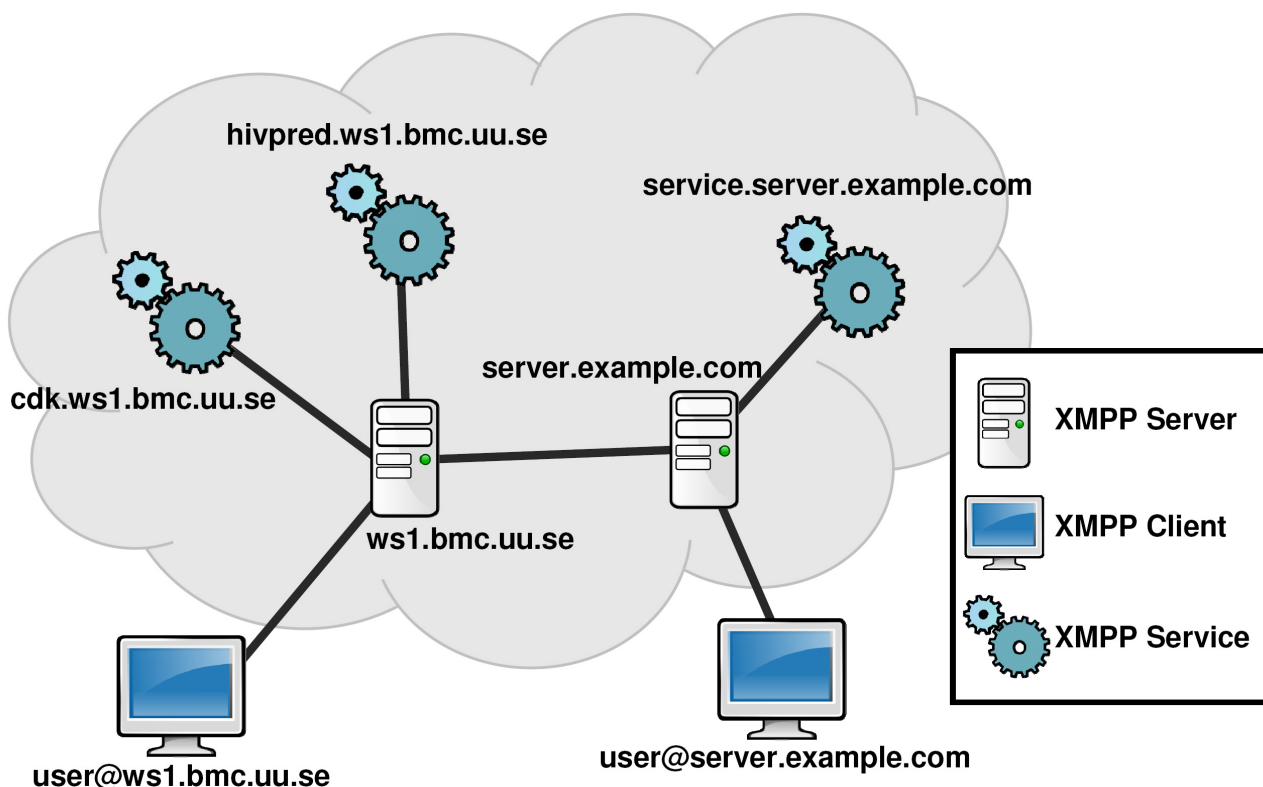 hivpred.ws1.bmc.uu.se
service.server.example.com
server.example.com
cdk.ws1.bmc.uu.se
ws1.bmc.uu.se
user@ws1.bmc.uu.se
user@server.example.com
XMPP Server
XMPP Client
XMPP Service